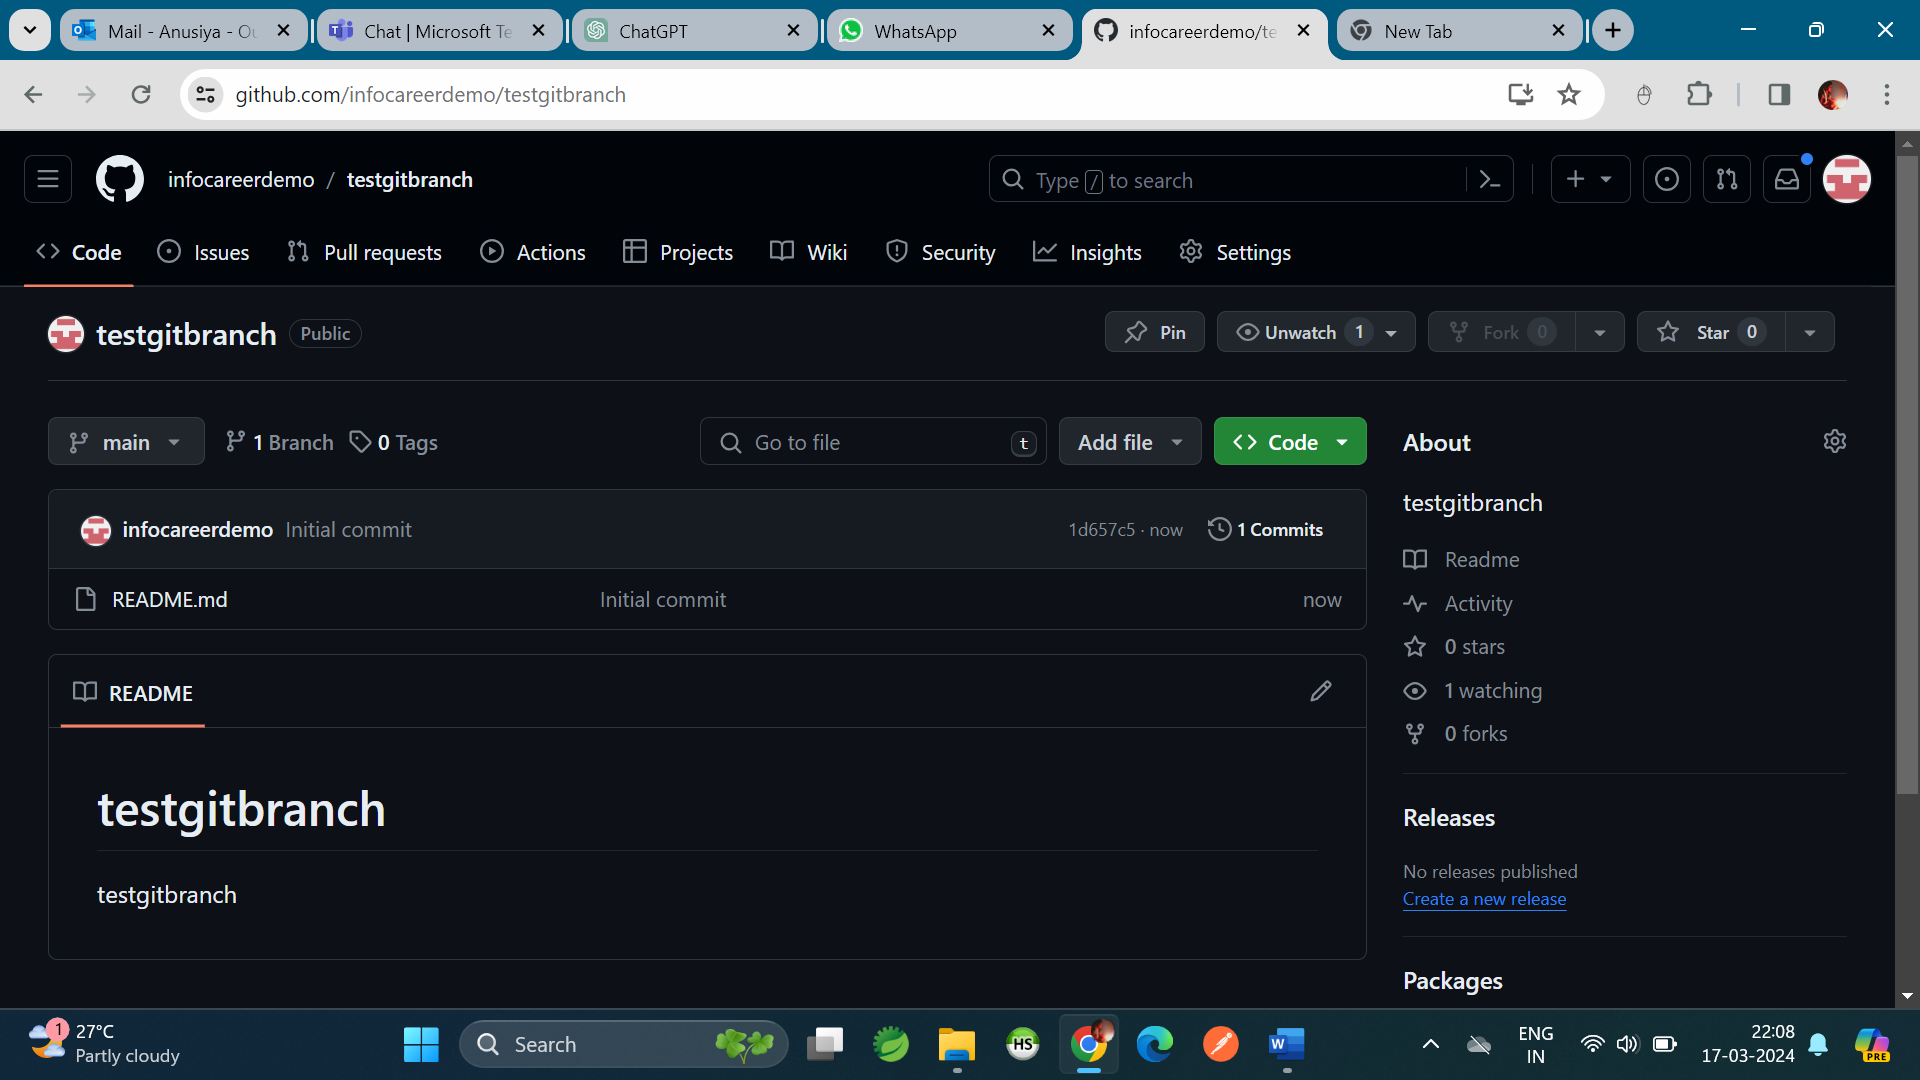 Mail - Anusiya - Ou
Chat | Microsoft Te
ChatGPT
WhatsApp
infocareerdemo/te
New Tab
github.com/infocareerdemo/testgitbranch
infocareerdemo / testgitbranch
Type / to search
Code
Issues
Pull requests
Actions
Projects
Wiki
Security
Insights
Settings
testgitbranch Public
Pin
Unwatch 1
Fork 0
Star 0
main
1 Branch
0 Tags
Go to file t
Add file
Code
infocareerdemo Initial commit 1d657c5 · now 1 Commits
README.md Initial commit now
README
testgitbranch
testgitbranch
About
testgitbranch
Readme
Activity
0 stars
1 watching
0 forks
Releases
No releases published
Create a new release
Packages
1
27°C
Partly cloudy
Search
HS
W
ENG
IN
22:08
17-03-2024
PRE